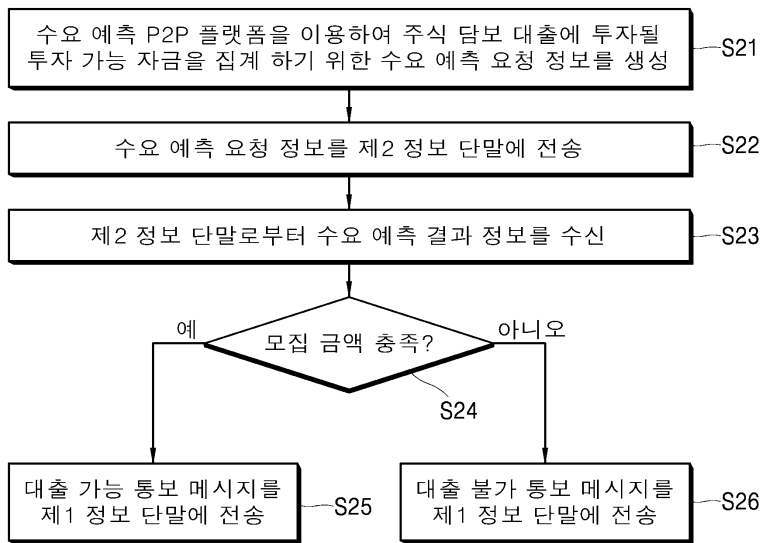 수요 예측 P2P 플랫폼을 이용하여 주식 담보 대출에 투자될
투자 가능 자금을 집계 하기 위한 수요 예측 요청 정보를 생성
S21
수요 예측 요청 정보를 제2 정보 단말에 전송
S22
제2 정보 단말로부터 수요 예측 결과 정보를 수신
S23
모집 금액 충족?
예
아니오
S24
대출 가능 통보 메시지를
제1 정보 단말에 전송
S25
대출 불가 통보 메시지를
제1 정보 단말에 전송
S26